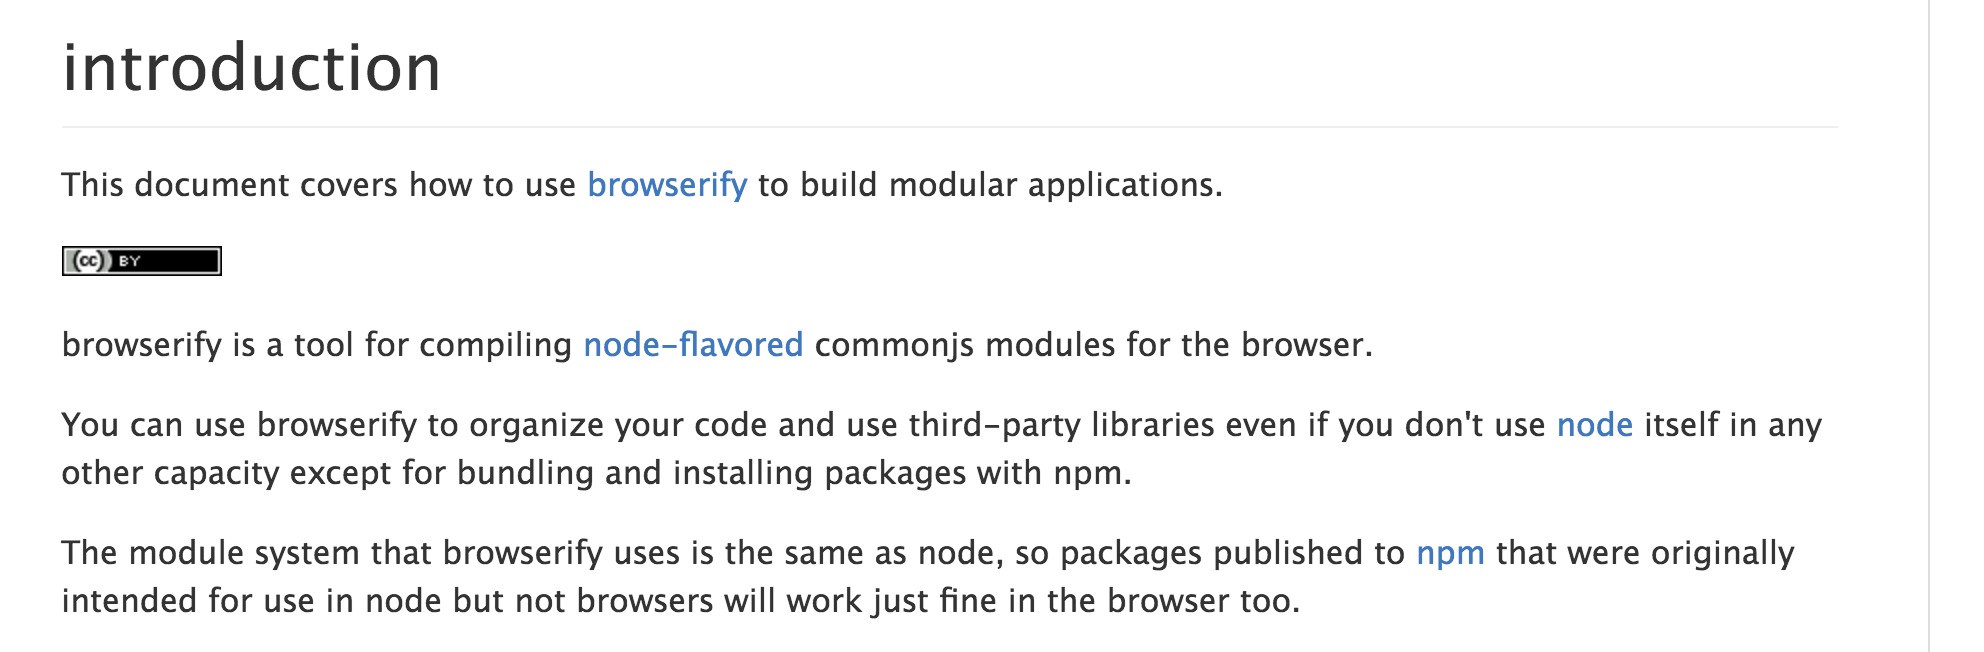 introduction
This document covers how to use browserify to build modular applications.
(cc) BY
browserify is a tool for compiling node-flavored commonjs modules for the browser.
You can use browserify to organize your code and use third-party libraries even if you don't use node itself in any
other capacity except for bundling and installing packages with npm.
The module system that browserify uses is the same as node, so packages published to npm that were originally
intended for use in node but not browsers will work just fine in the browser too.